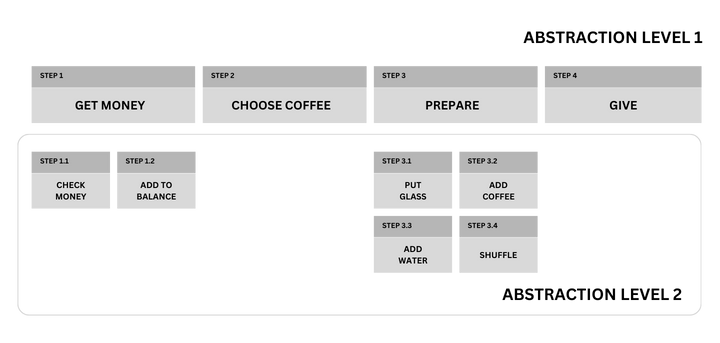 ABSTRACTION LEVEL 1
STEP 1
GET MONEY
STEP 2
CHOOSE COFFEE
STEP 3
PREPARE
STEP 4
GIVE
STEP 1.1
CHECK
MONEY
STEP 1.2
ADD TO
BALANCE
STEP 3.1
PUT
GLASS
STEP 3.2
ADD
COFFEE
STEP 3.3
ADD
WATER
STEP 3.4
SHUFFLE
ABSTRACTION LEVEL 2